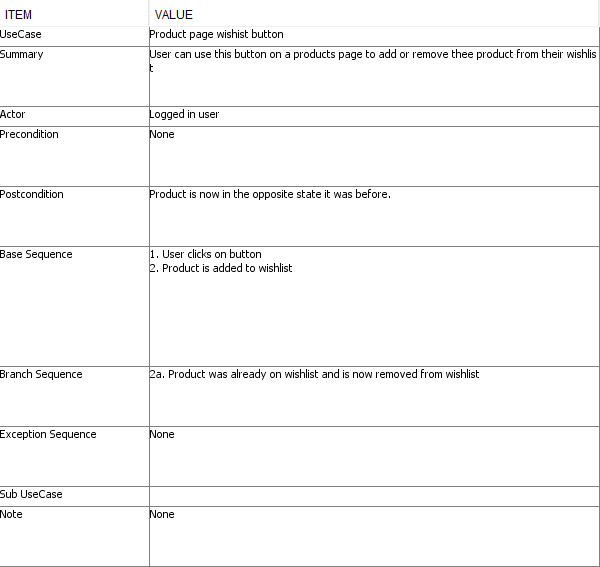 ITEM VALUE
UseCase Product page wishist button
Summary User can use this button on a products page to add or remove thee product from their wishlis
t
Actor Logged in user
Precondition None
Postcondition Product is now in the opposite state it was before.
Base Sequence 1. User clicks on button
2. Product is added to wishlist
Branch Sequence 2a. Product was already on wishlist and is now removed from wishlist
Exception Sequence None
Sub UseCase
Note None